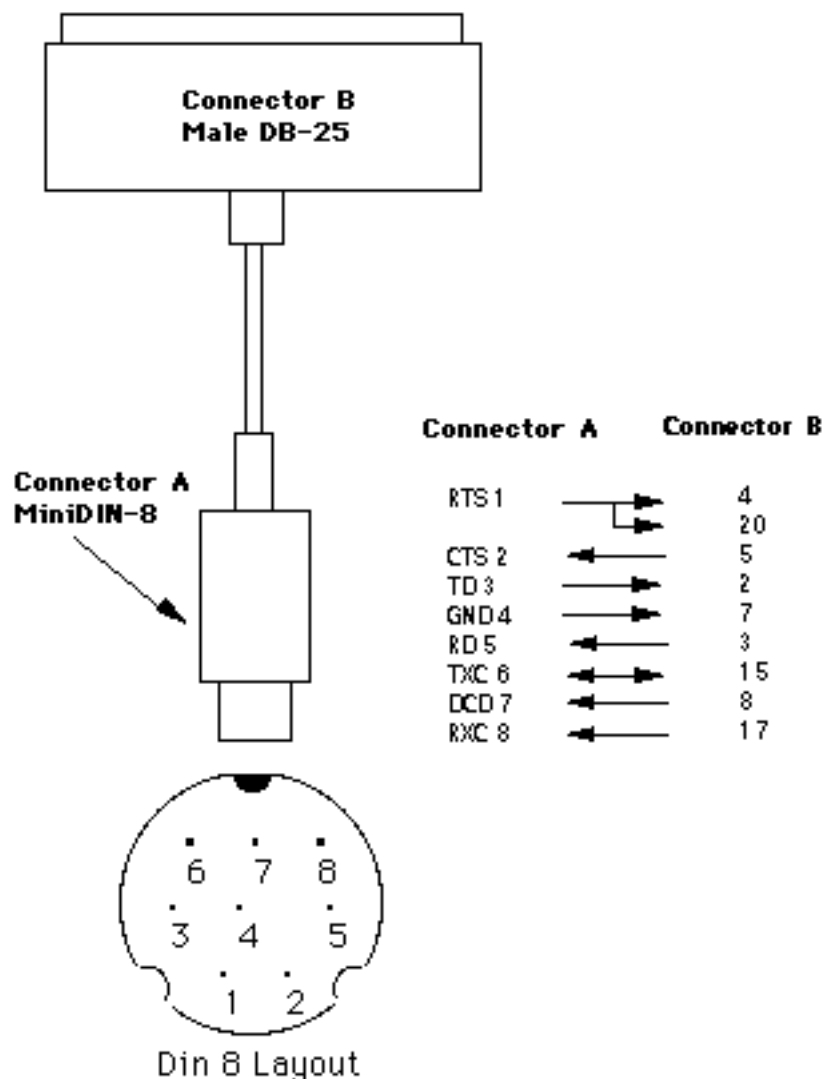 Connector B
Male DB-25
Connector A
MiniDIN-8
Connector A Connector B
RTS 1 4
20
CTS 2 5
TD 3 2
GND 4 7
RD 5 3
TXC 6 15
DCD 7 8
RXC 8 17
6 7 8
3 4 5
1 2
Din 8 Layout